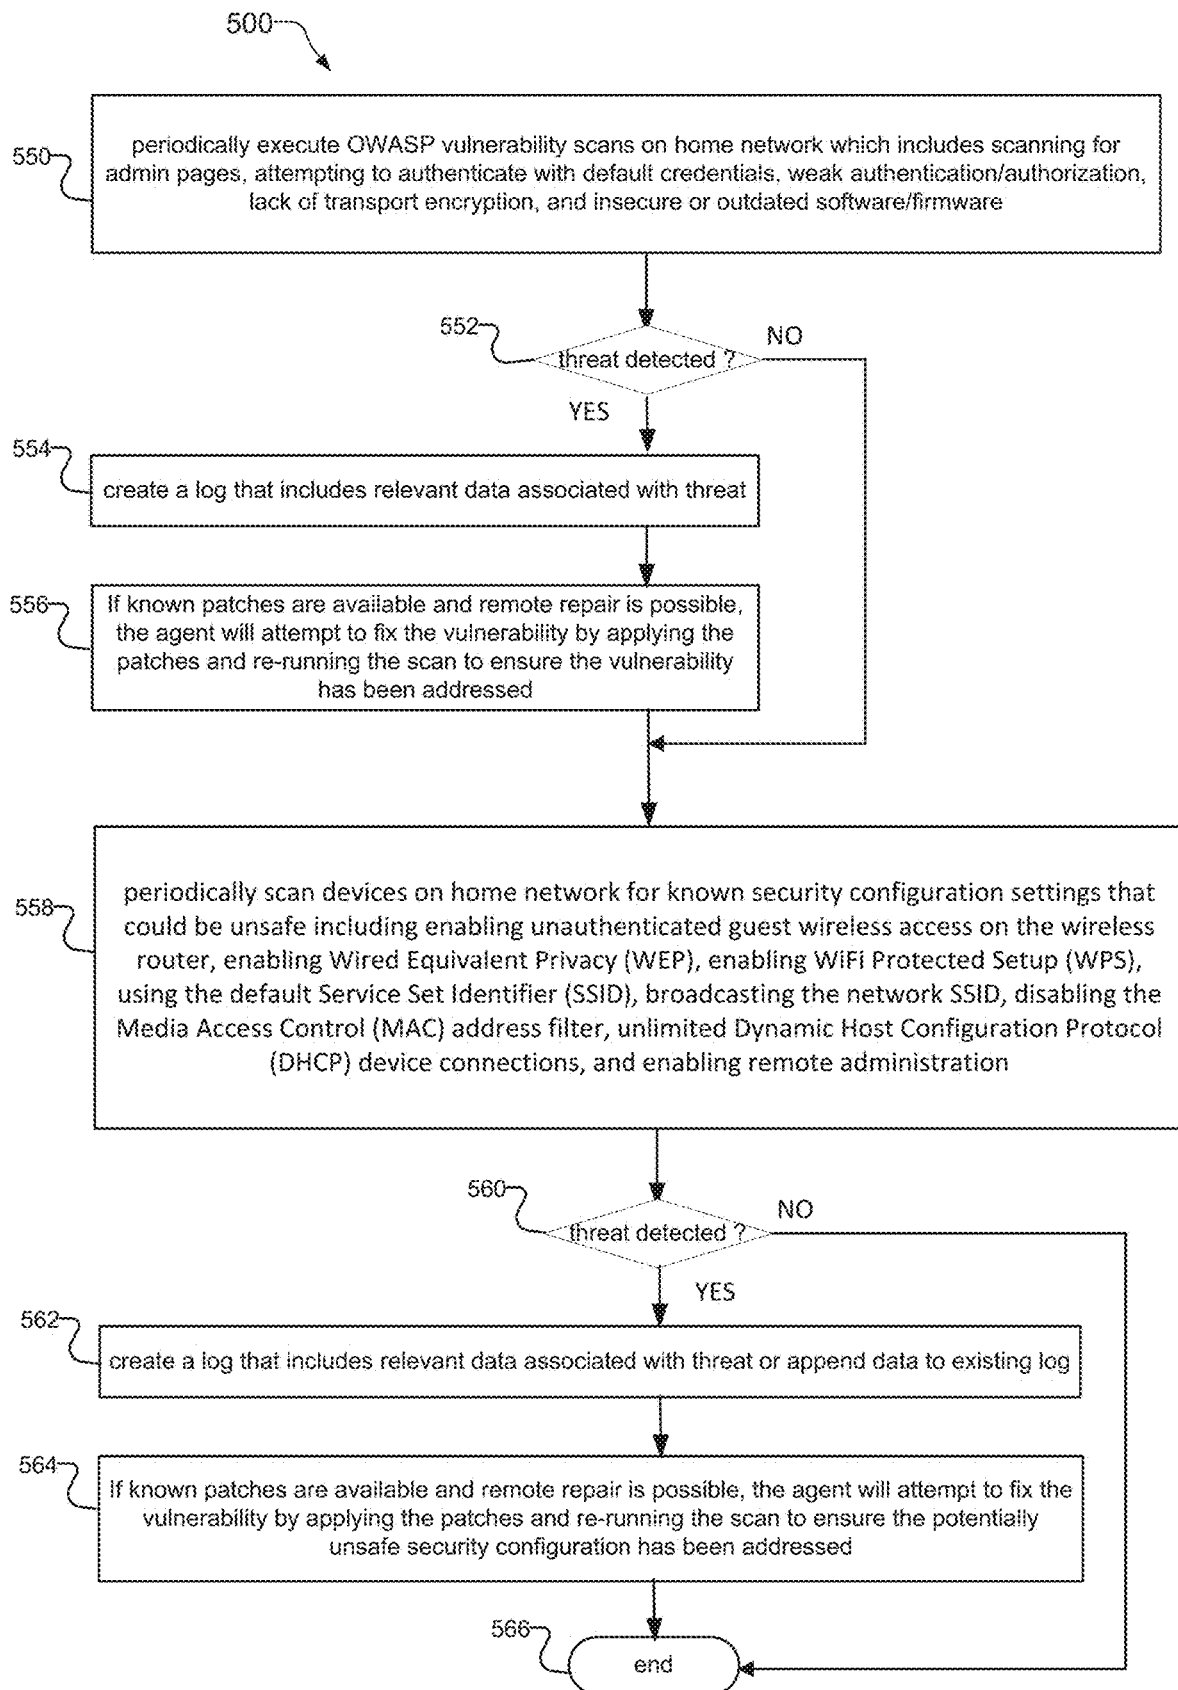 500
550
periodically execute OWASP vulnerability scans on home network which includes scanning for
admin pages, attempting to authenticate with default credentials, weak authentication/authorization,
lack of transport encryption, and insecure or outdated software/firmware
552
threat detected ?
NO
YES
554
create a log that includes relevant data associated with threat
556
If known patches are available and remote repair is possible,
the agent will attempt to fix the vulnerability by applying the
patches and re-running the scan to ensure the vulnerability
has been addressed
558
periodically scan devices on home network for known security configuration settings that
could be unsafe including enabling unauthenticated guest wireless access on the wireless
router, enabling Wired Equivalent Privacy (WEP), enabling WiFi Protected Setup (WPS),
using the default Service Set Identifier (SSID), broadcasting the network SSID, disabling the
Media Access Control (MAC) address filter, unlimited Dynamic Host Configuration Protocol
(DHCP) device connections, and enabling remote administration
560
threat detected ?
NO
YES
562
create a log that includes relevant data associated with threat or append data to existing log
564
If known patches are available and remote repair is possible, the agent will attempt to fix the
vulnerability by applying the patches and re-running the scan to ensure the potentially
unsafe security configuration has been addressed
566
end